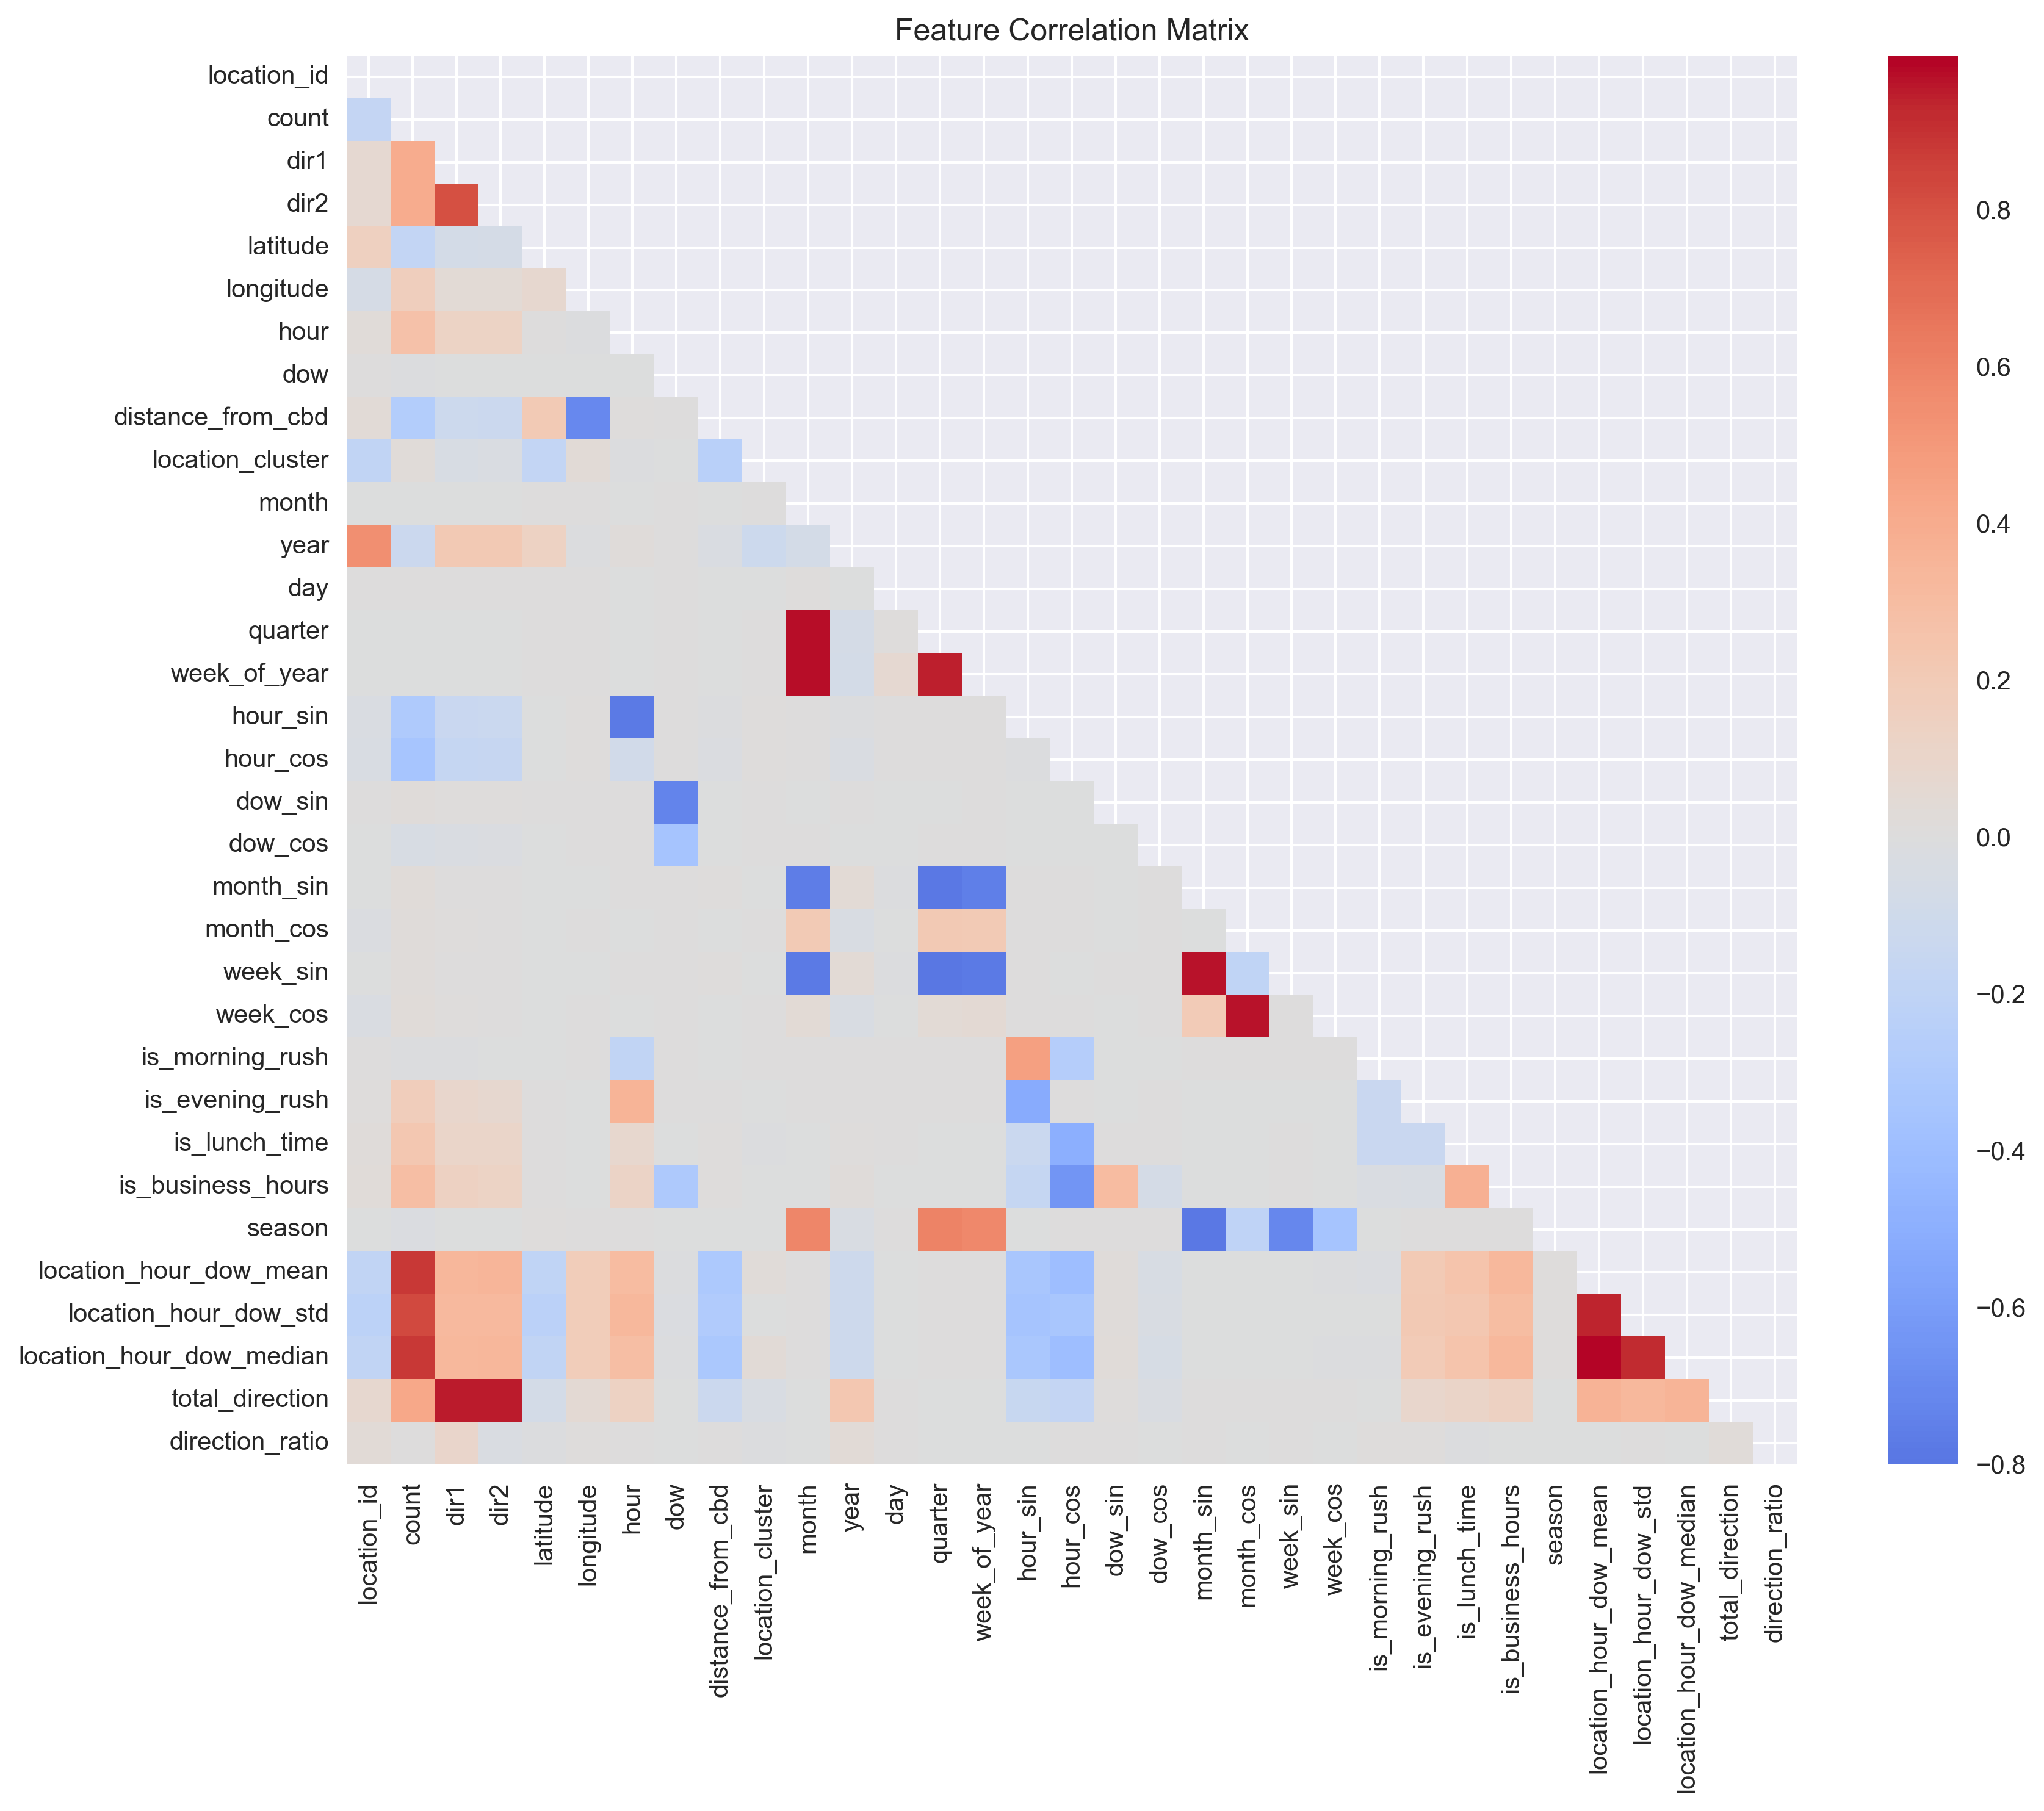 Feature Correlation Matrix
location_id
count
dir1
dir2
latitude
longitude
hour
dow
distance_from_cbd
location_cluster
month
year
day
quarter
week_of_year
hour_sin
hour_cos
dow_sin
dow_cos
month_sin
month_cos
week_sin
week_cos
is_morning_rush
is_evening_rush
is_lunch_time
is_business_hours
season
location_hour_dow_mean
location_hour_dow_std
location_hour_dow_median
total_direction
direction_ratio
location_id
count
dir1
dir2
latitude
longitude
hour
dow
distance_from_cbd
location_cluster
month
year
day
quarter
week_of_year
hour_sin
hour_cos
dow_sin
dow_cos
month_sin
month_cos
week_sin
week_cos
is_morning_rush
is_evening_rush
is_lunch_time
is_business_hours
season
location_hour_dow_mean
location_hour_dow_std
location_hour_dow_median
total_direction
direction_ratio
0.8
0.6
0.4
0.2
0.0
−0.2
−0.4
−0.6
−0.8